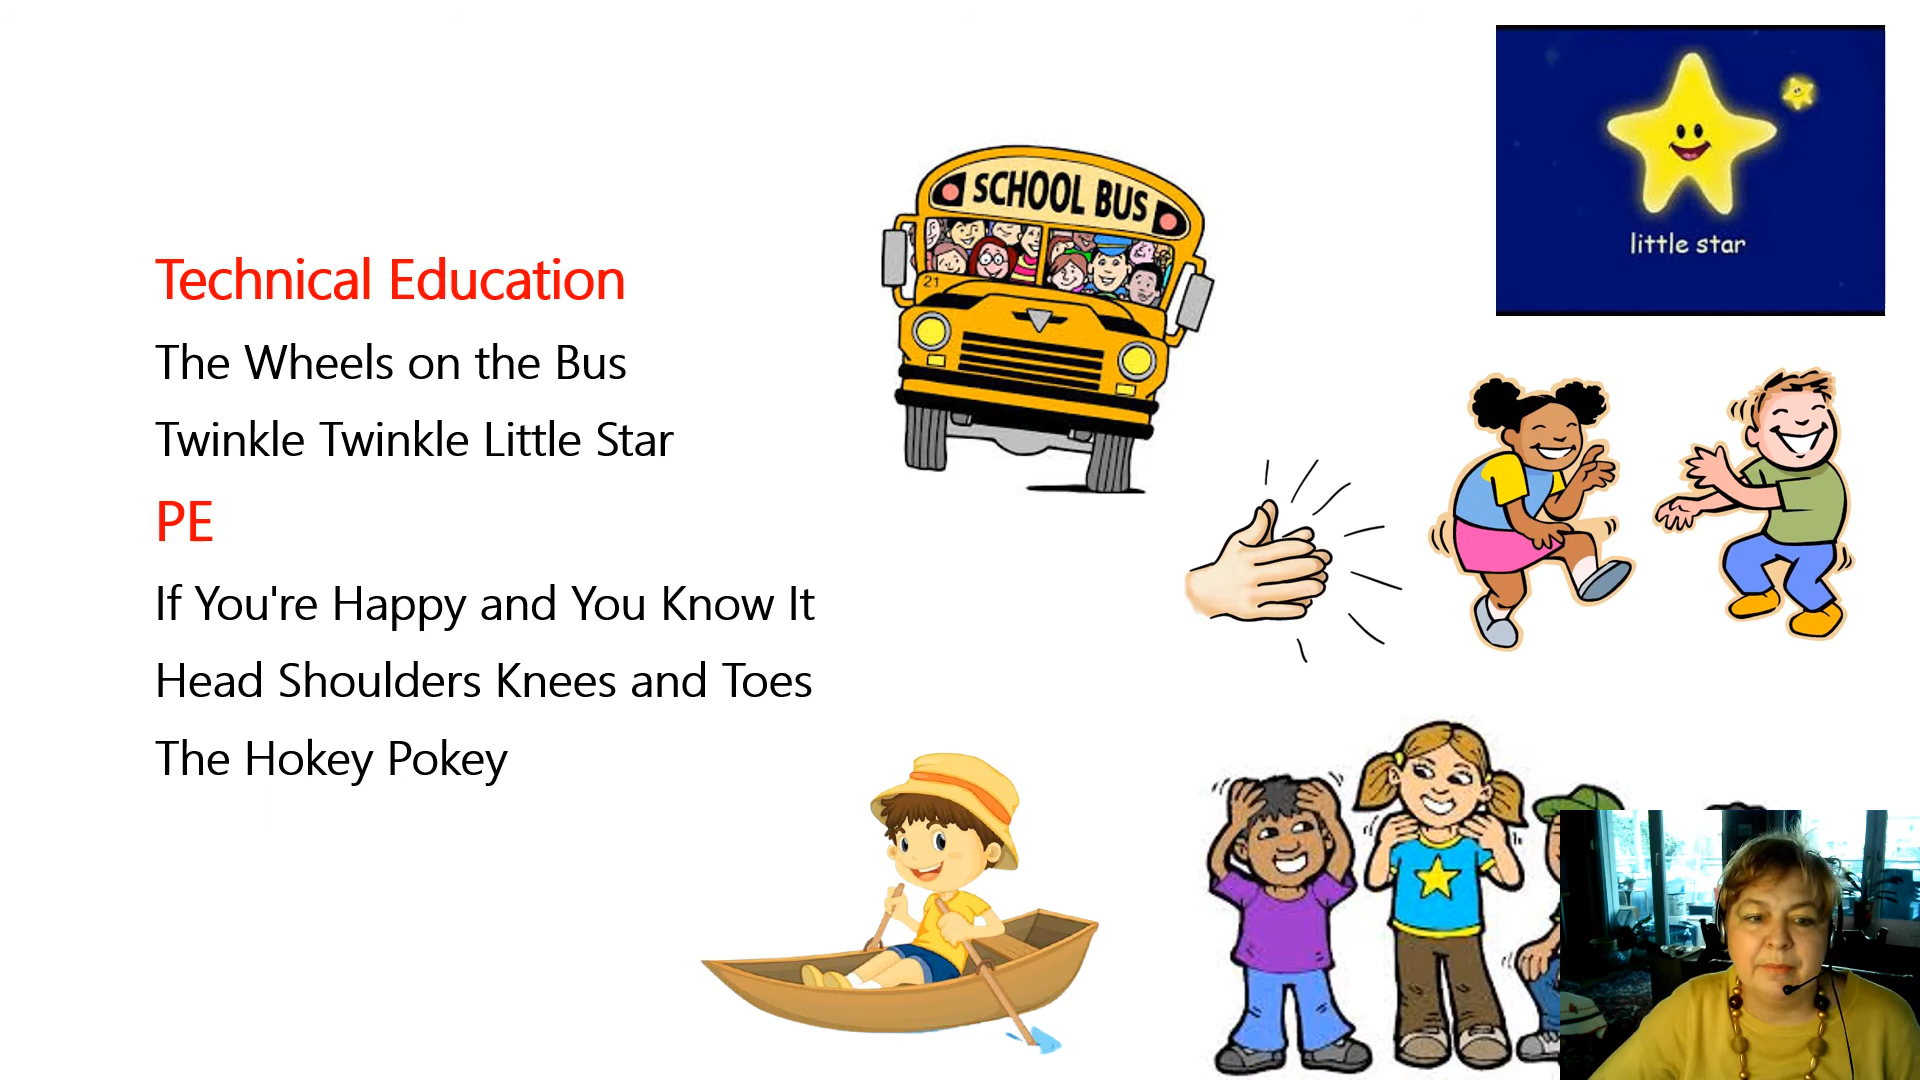 Technical Education
The Wheels on the Bus
Twinkle Twinkle Little Star
PE
If You're Happy and You Know It
Head Shoulders Knees and Toes
The Hokey Pokey
SCHOOL BUS
21
little star